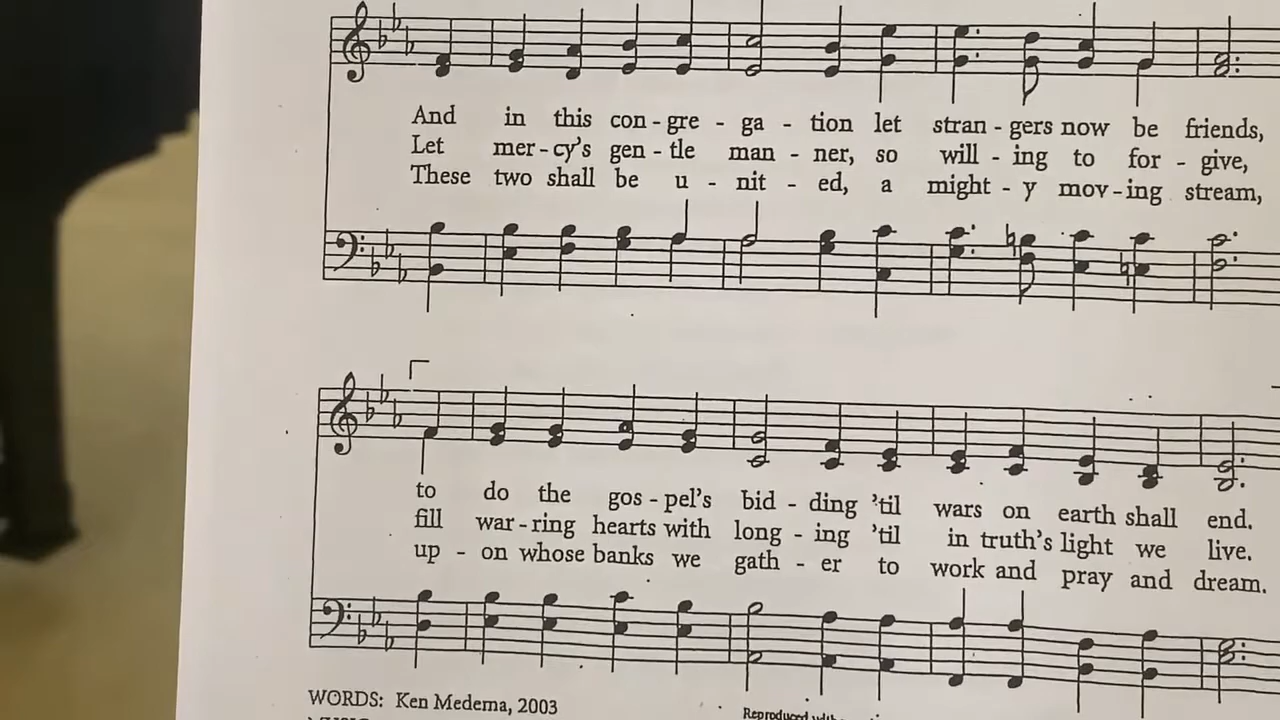 And in this con - gre - ga - tion let stran - gers now be friends,
Let mer - cy's gen - tle man - ner, so will - ing to for - give,
These two shall be u - nit - ed, a might - y mov - ing stream,
to do the gos - pel's bid - ding 'til wars on earth shall end.
fill war - ring hearts with long - ing 'til in truth's light we live.
up - on whose banks we gath - er to work and pray and dream.
WORDS: Ken Medema, 2003
Reproduced with